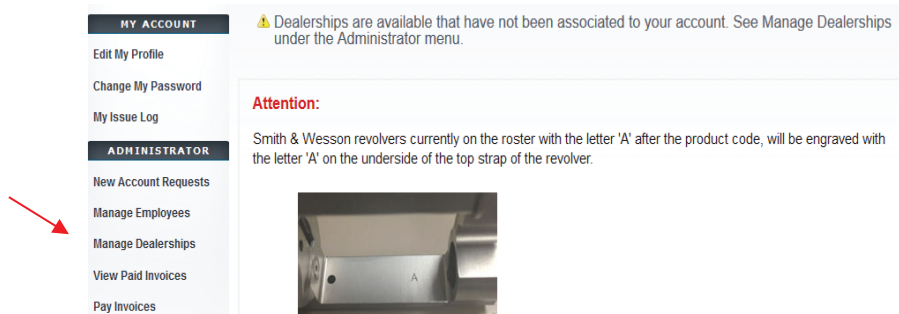 MY ACCOUNT
Edit My Profile
Change My Password
My Issue Log
ADMINISTRATOR
New Account Requests
Manage Employees
Manage Dealerships
View Paid Invoices
Pay Invoices
Dealerships are available that have not been associated to your account. See Manage Dealerships
under the Administrator menu.
Attention:
Smith & Wesson revolvers currently on the roster with the letter 'A' after the product code, will be engraved with
the letter 'A' on the underside of the top strap of the revolver.
A